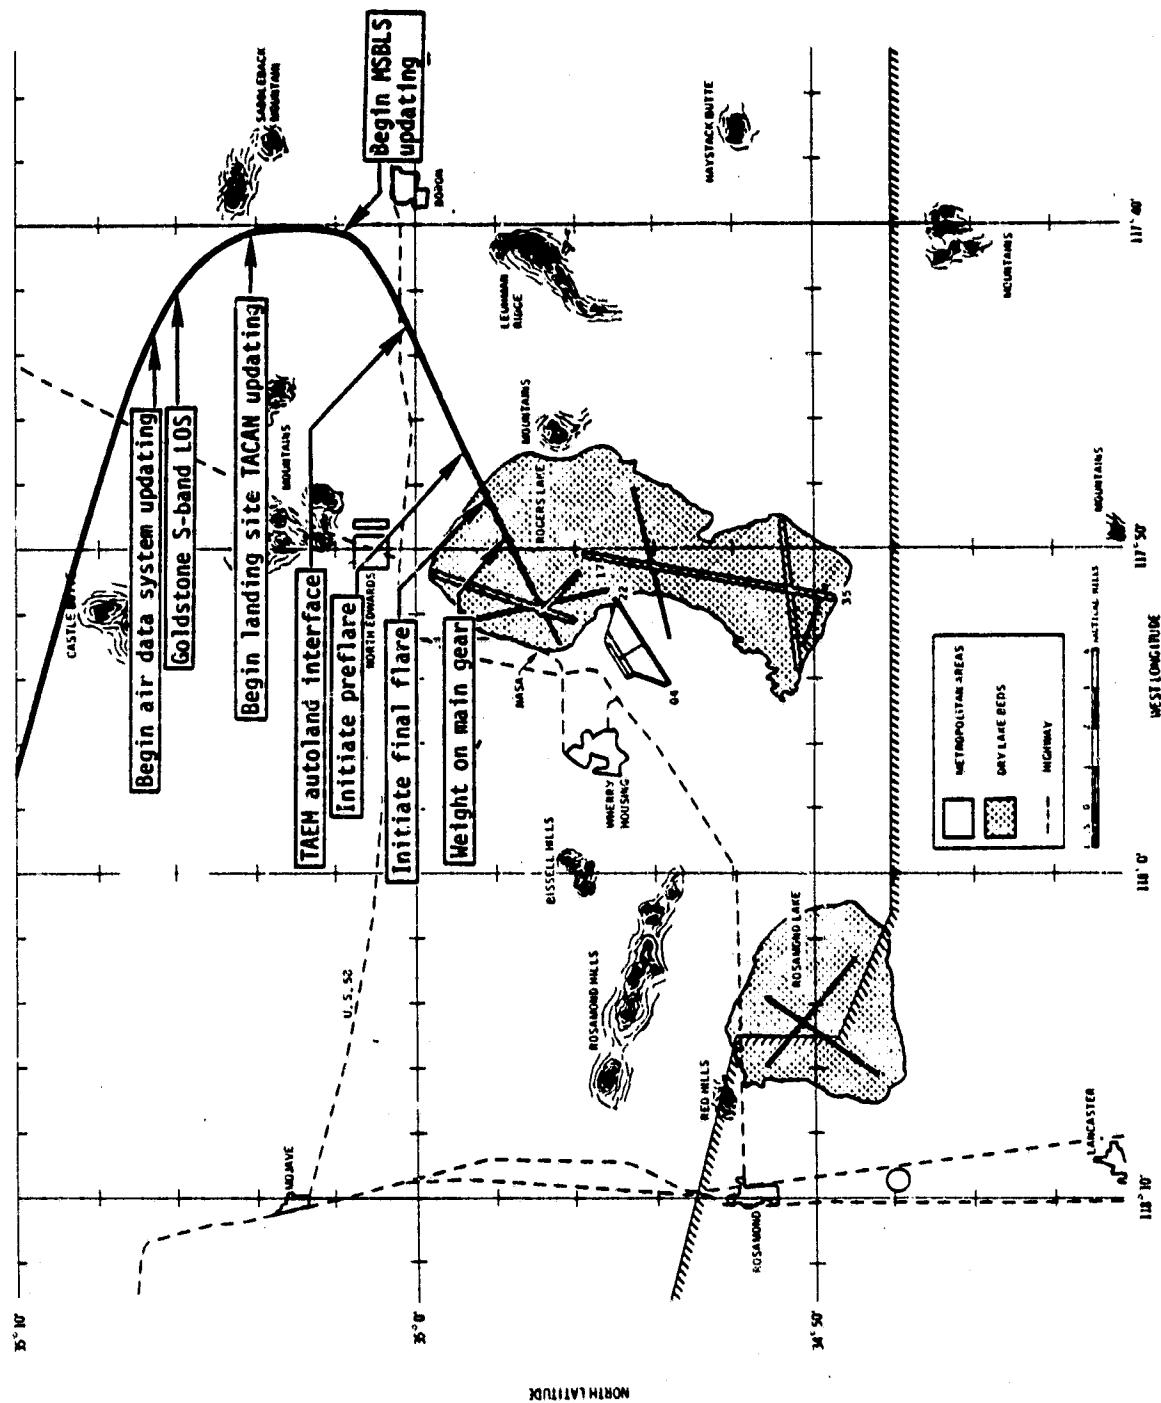 Begin MSBLS
updating
Begin air data system updating
Goldstone S-band LOS
Begin landing site TACAN updating
TAEM autoland interface
Initiate preflare
Initiate final flare
Weight on main gear
SADDLEBACK
MOUNTAIN
BORON
HAYSTACK BUTTE
LEUHMAN
RIDGE
MOUNTAINS
MOUNTAINS
MOUNTAINS
MOUNTAINS
CASTLE
NORTH EDWARDS
ROGERS LAKE
NASA
17
22
04
35
WHERRY
HOUSING
BISSELL HILLS
ROSAMOND HILLS
ROSAMOND LAKE
RED HILLS
ROSAMOND
LANCASTER
MOJAVE
METROPOLITAN AREAS
DRY LAKE BEDS
HIGHWAY
35° 10'
35° 0'
34° 50'
NORTH LATITUDE
117° 40'
117° 50'
118° 0'
118° 10'
WEST LONGITUDE